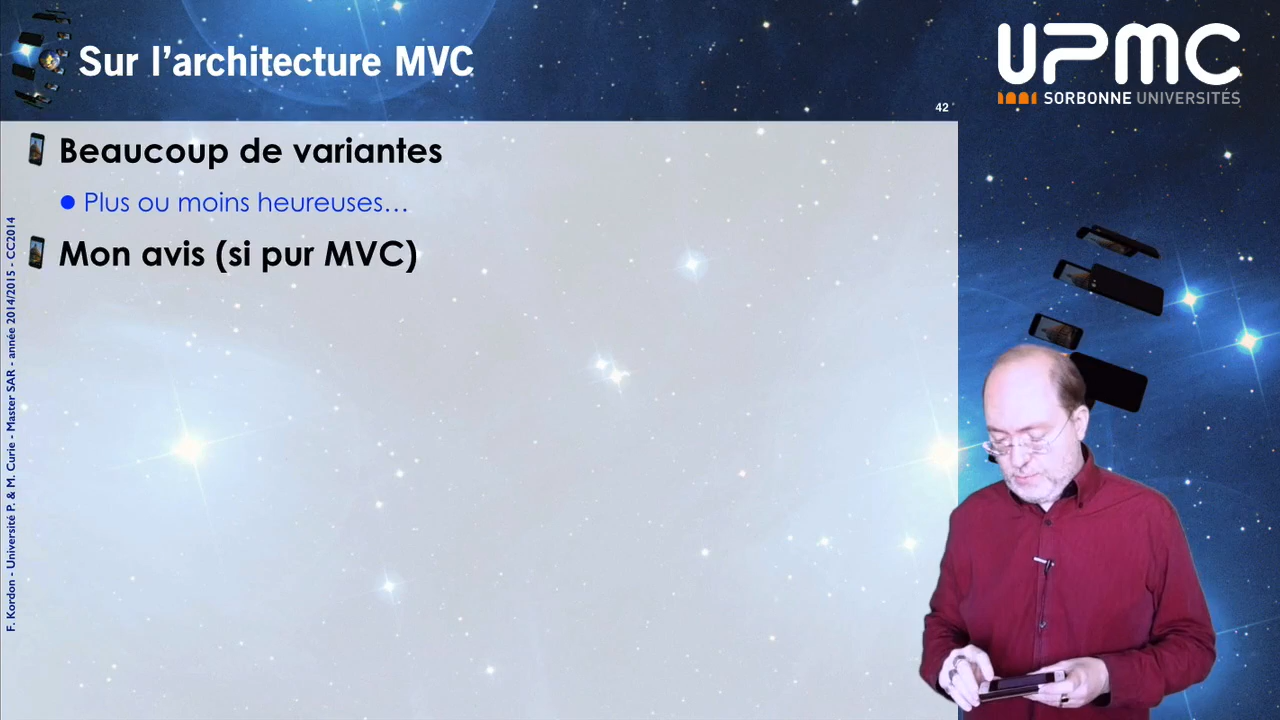 Sur l'architecture MVC
UPMC
SORBONNE UNIVERSITÉS
42
Beaucoup de variantes
Plus ou moins heureuses…
Mon avis (si pur MVC)
F. Kordon - Université P. & M. Curie - Master SAR - année 2014/2015 - CC2014